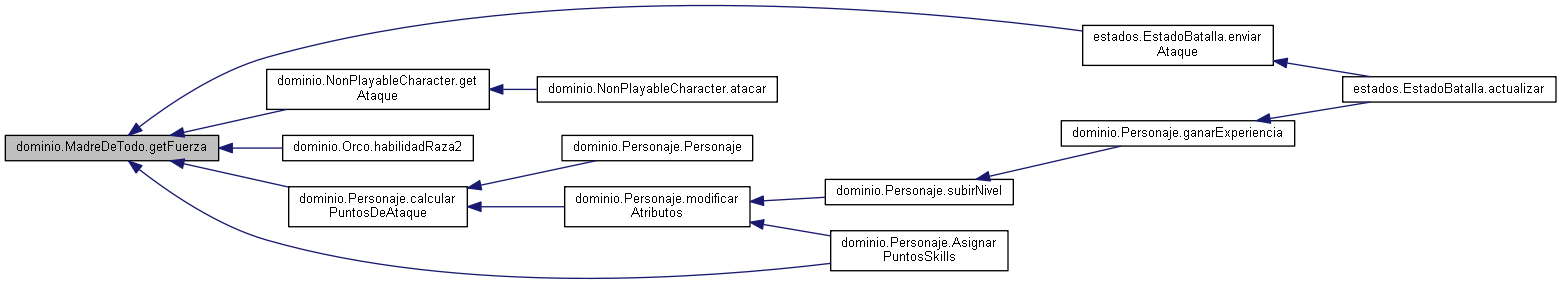 estados.EstadoBatalla.enviar
Ataque
dominio.NonPlayableCharacter.get
Ataque
dominio.NonPlayableCharacter.atacar
estados.EstadoBatalla.actualizar
dominio.MadreDeTodo.getFuerza
dominio.Orco.habilidadRaza2
dominio.Personaje.Personaje
dominio.Personaje.ganarExperiencia
dominio.Personaje.calcular
PuntosDeAtaque
dominio.Personaje.modificar
Atributos
dominio.Personaje.subirNivel
dominio.Personaje.Asignar
PuntosSkills